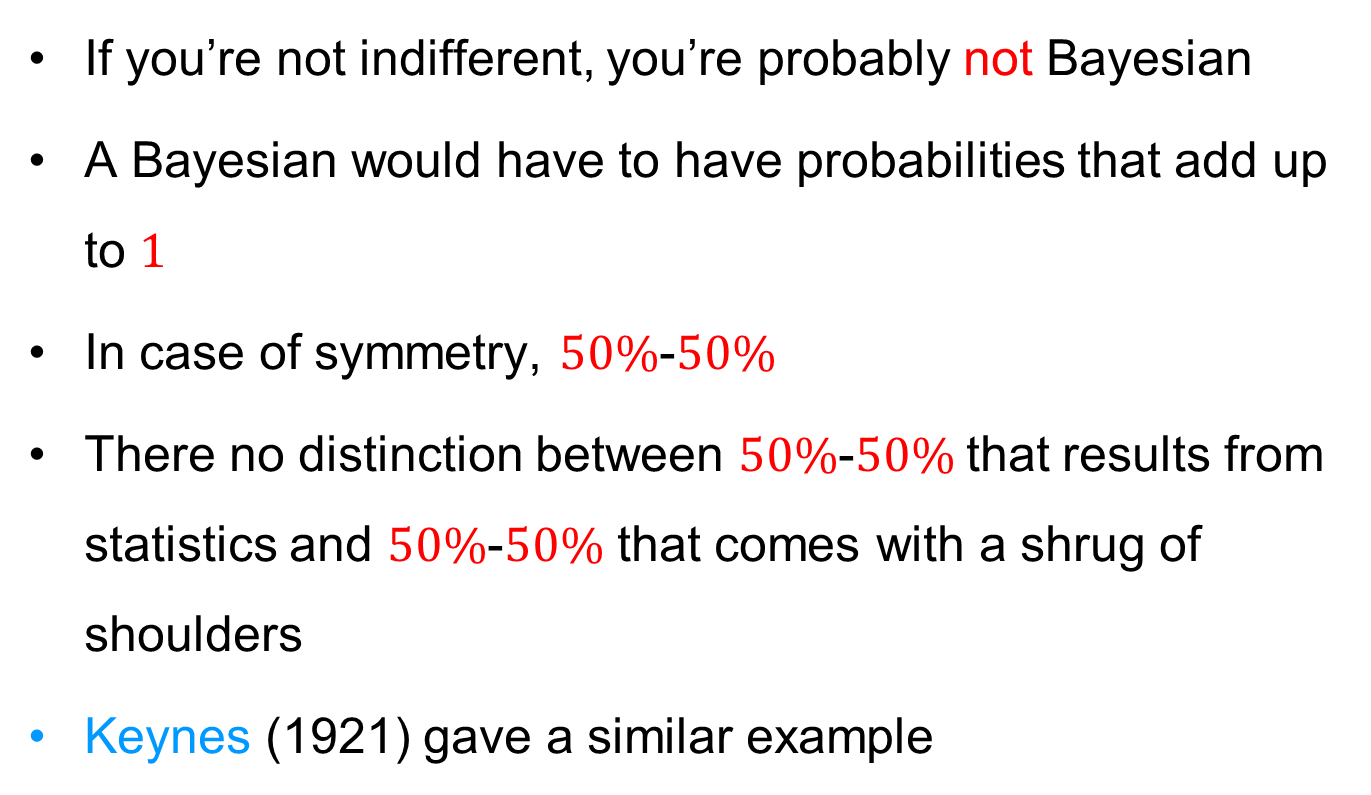 • If you’re not indifferent, you’re probably not Bayesian
• A Bayesian would have to have probabilities that add up
to 1
• In case of symmetry, 50%-50%
• There no distinction between 50%-50% that results from
statistics and 50%-50% that comes with a shrug of
shoulders
• Keynes (1921) gave a similar example